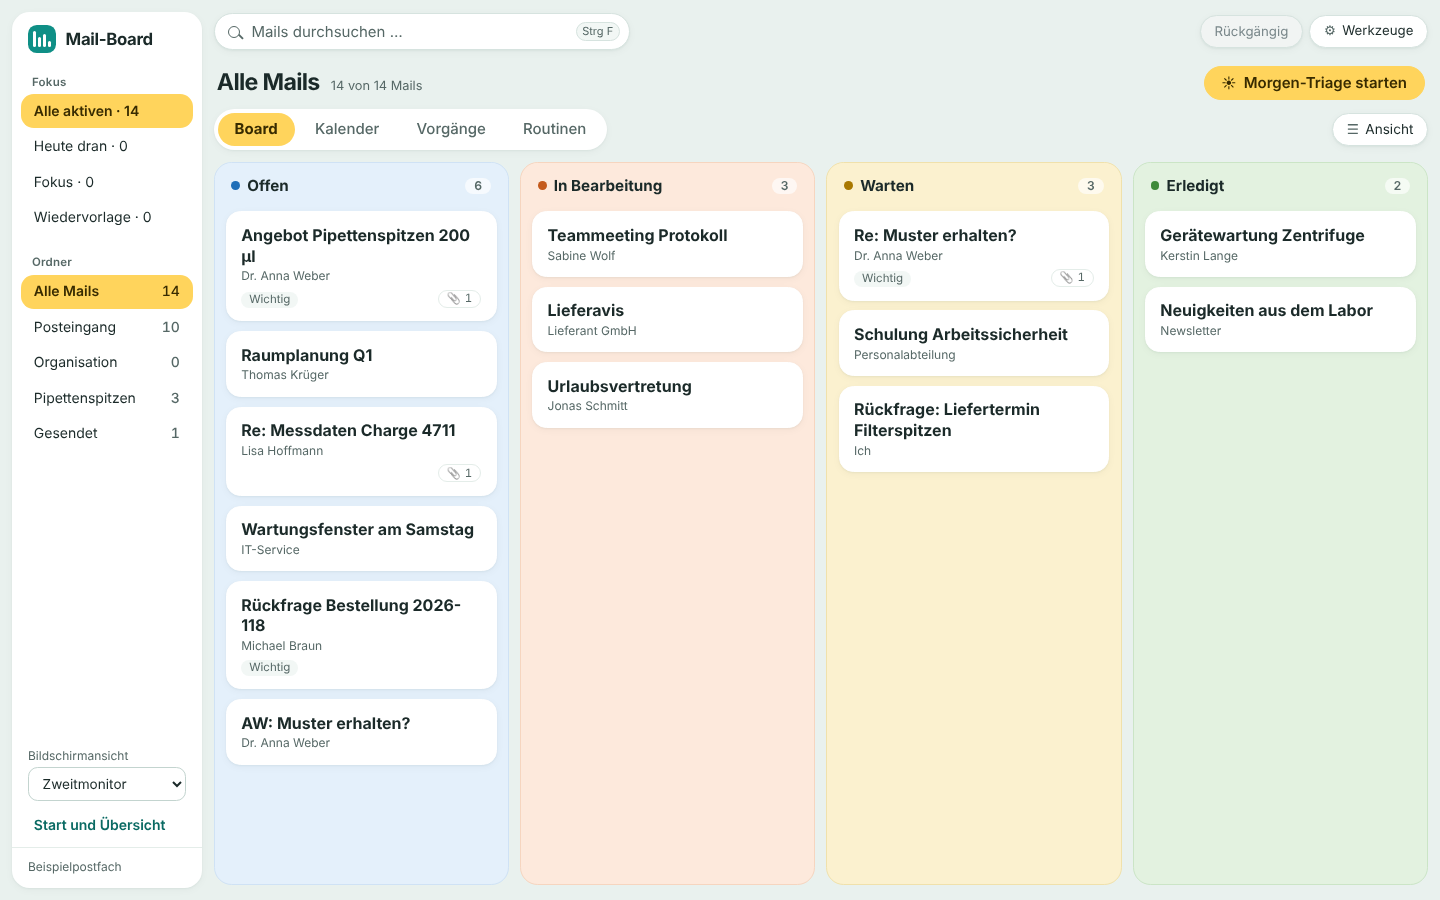 Mail-Board
Fokus
Alle aktiven · 14
Heute dran · 0
Fokus · 0
Wiedervorlage · 0
Ordner
Alle Mails 14
Posteingang 10
Organisation 0
Pipettenspitzen 3
Gesendet 1
Bildschirmansicht
Zweitmonitor
Start und Übersicht
Beispielpostfach
Mails durchsuchen ... Strg F
Rückgängig
Werkzeuge
Alle Mails 14 von 14 Mails
Morgen-Triage starten
Board Kalender Vorgänge Routinen
Ansicht
Offen 6
Angebot Pipettenspitzen 200
µl
Dr. Anna Weber
Wichtig 1
Raumplanung Q1
Thomas Krüger
Re: Messdaten Charge 4711
Lisa Hoffmann
1
Wartungsfenster am Samstag
IT-Service
Rückfrage Bestellung 2026-
118
Michael Braun
Wichtig
AW: Muster erhalten?
Dr. Anna Weber
In Bearbeitung 3
Teammeeting Protokoll
Sabine Wolf
Lieferavis
Lieferant GmbH
Urlaubsvertretung
Jonas Schmitt
Warten 3
Re: Muster erhalten?
Dr. Anna Weber
Wichtig 1
Schulung Arbeitssicherheit
Personalabteilung
Rückfrage: Liefertermin
Filterspitzen
Ich
Erledigt 2
Gerätewartung Zentrifuge
Kerstin Lange
Neuigkeiten aus dem Labor
Newsletter